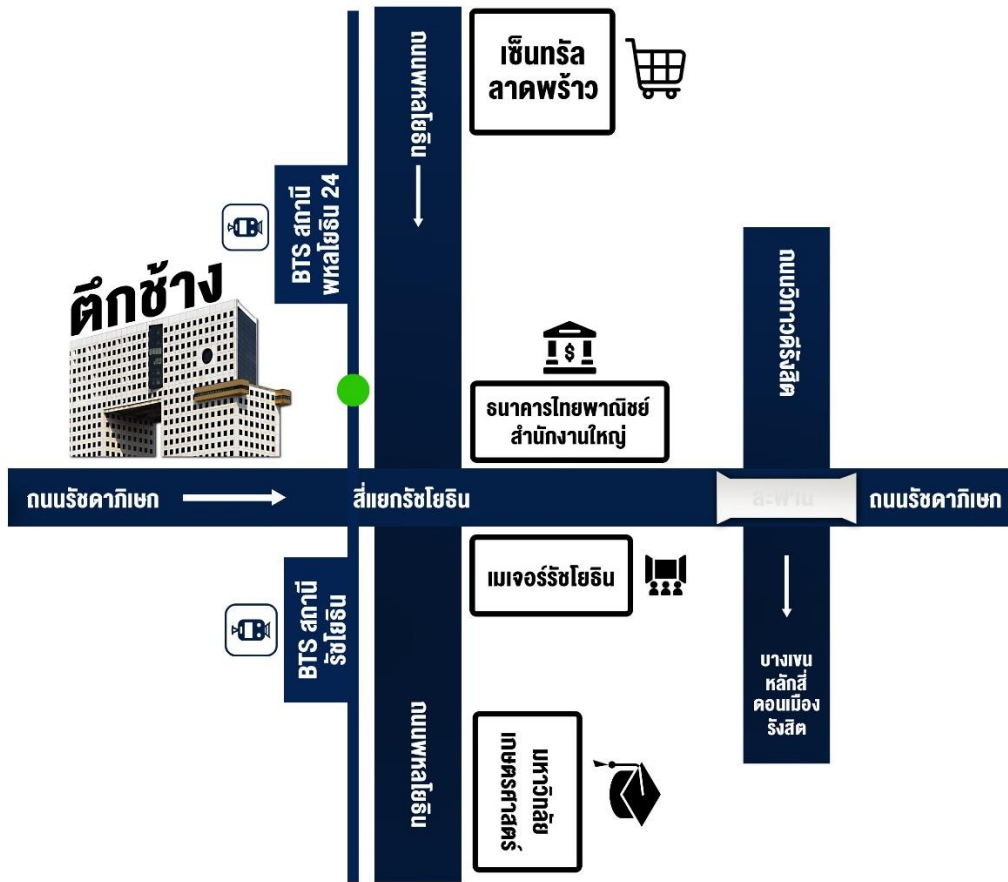 ถนนพหลโยธิน
เซ็นทรัล
ลาดพร้าว
BTS สถานี
พหลโยธิน 24
ตึกช้าง
$
ธนาคารไทยพาณิชย์
สำนักงานใหญ่
ถนนวิภาวดีรังสิต
ถนนรัชดาภิเษก
สี่แยกรัชโยธิน
สะพาน
ถนนรัชดาภิเษก
BTS สถานี
รัชโยธิน
เมเจอร์รัชโยธิน
บางเขน
หลักสี่
ดอนเมือง
รังสิต
ถนนพหลโยธิน
มหาวิทลัย
เกษตรศาสตร์